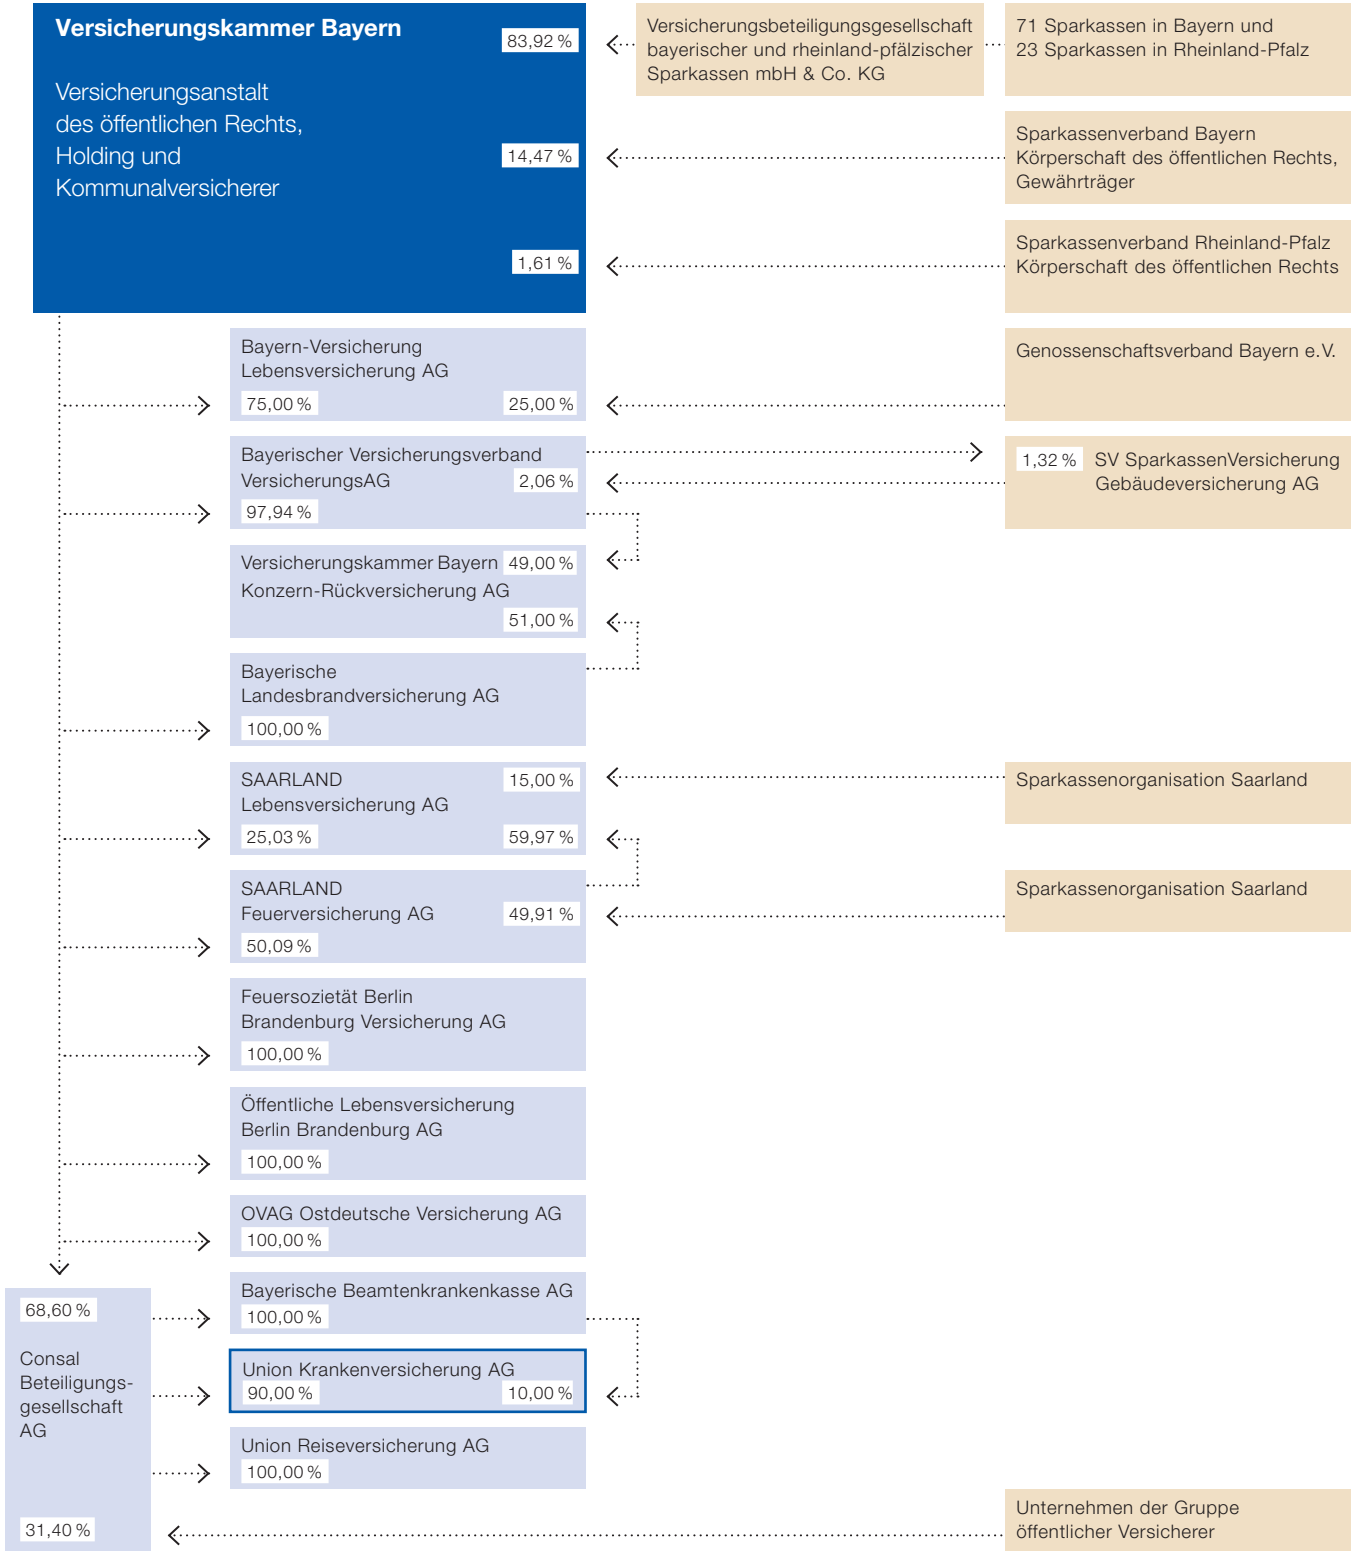 Versicherungskammer Bayern
83,92 %
Versicherungsanstalt
des öffentlichen Rechts,
Holding und
Kommunalversicherer
14,47 %
1,61 %
Versicherungsbeteiligungsgesellschaft
bayerischer und rheinland-pfälzischer
Sparkassen mbH & Co. KG
71 Sparkassen in Bayern und
23 Sparkassen in Rheinland-Pfalz
Sparkassenverband Bayern
Körperschaft des öffentlichen Rechts,
Gewährträger
Sparkassenverband Rheinland-Pfalz
Körperschaft des öffentlichen Rechts
Bayern-Versicherung
Lebensversicherung AG
75,00 % 25,00 %
Genossenschaftsverband Bayern e.V.
Bayerischer Versicherungsverband
VersicherungsAG 2,06 %
97,94 %
1,32 % SV SparkassenVersicherung
Gebäudeversicherung AG
Versicherungskammer Bayern 49,00 %
Konzern-Rückversicherung AG
51,00 %
Bayerische
Landesbrandversicherung AG
100,00 %
SAARLAND 15,00 %
Lebensversicherung AG
25,03 % 59,97 %
Sparkassenorganisation Saarland
SAARLAND
Feuerversicherung AG 49,91 %
50,09 %
Sparkassenorganisation Saarland
Feuersozietät Berlin
Brandenburg Versicherung AG
100,00 %
Öffentliche Lebensversicherung
Berlin Brandenburg AG
100,00 %
OVAG Ostdeutsche Versicherung AG
100,00 %
68,60 %
Consal
Beteiligungs-
gesellschaft
AG
31,40 %
Bayerische Beamtenkrankenkasse AG
100,00 %
Union Krankenversicherung AG
90,00 % 10,00 %
Union Reiseversicherung AG
100,00 %
Unternehmen der Gruppe
öffentlicher Versicherer